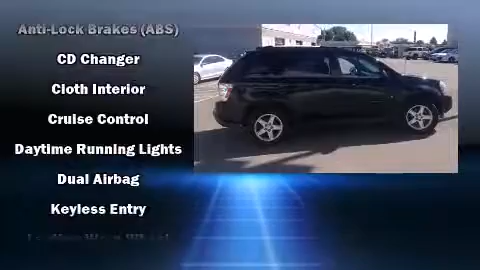 Anti-Lock Brakes (ABS)
CD Changer
Cloth Interior
Cruise Control
Daytime Running Lights
Dual Airbag
Keyless Entry